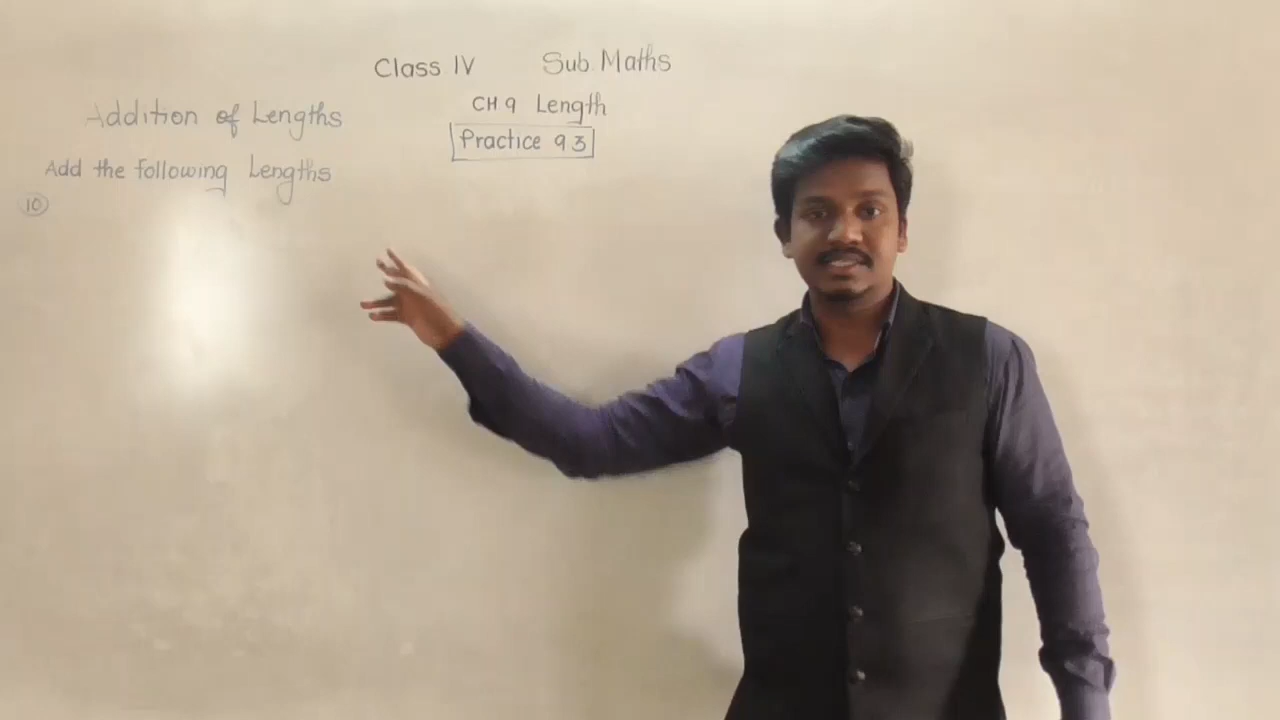 Class IV Sub. Maths
CH 9 Length
Practice 9 3
Addition of Lengths
Add the following Lengths
10